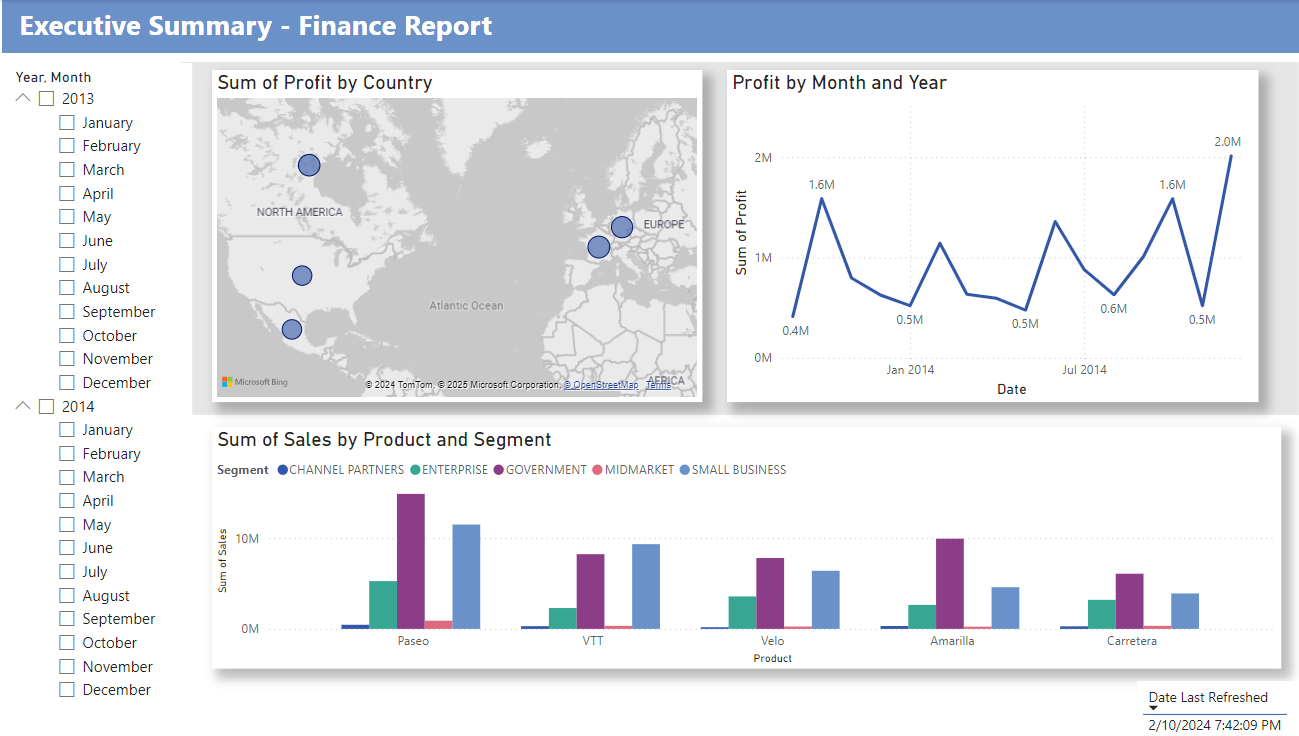 Executive Summary - Finance Report
Year, Month
2013
January
February
March
April
May
June
July
August
September
October
November
December
2014
January
February
March
April
May
June
July
August
September
October
November
December
Sum of Profit by Country
NORTH AMERICA
EUROPE
Atlantic Ocean
AFRICA
Microsoft Bing
© 2024 TomTom, © 2025 Microsoft Corporation, © OpenStreetMap Terms
Profit by Month and Year
Sum of Profit
2M
1M
0M
0.4M
1.6M
0.5M
0.5M
0.6M
1.6M
0.5M
2.0M
Jan 2014
Jul 2014
Date
Sum of Sales by Product and Segment
Segment CHANNEL PARTNERS ENTERPRISE GOVERNMENT MIDMARKET SMALL BUSINESS
Sum of Sales
10M
0M
Paseo VTT Velo Amarilla Carretera
Product
Date Last Refreshed
2/10/2024 7:42:09 PM